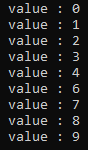 value : 0
value : 1
value : 2
value : 3
value : 4
value : 6
value : 7
value : 8
value : 9